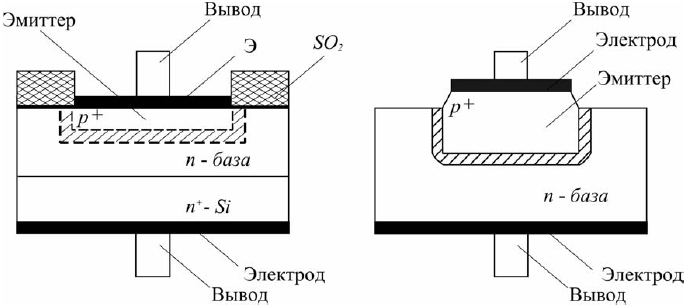 Эмиттер
Вывод
Э
SO₂
p+
n - база
n⁺- Si
Электрод
Вывод
Вывод
Электрод
Эмиттер
p+
n - база
Электрод
Вывод